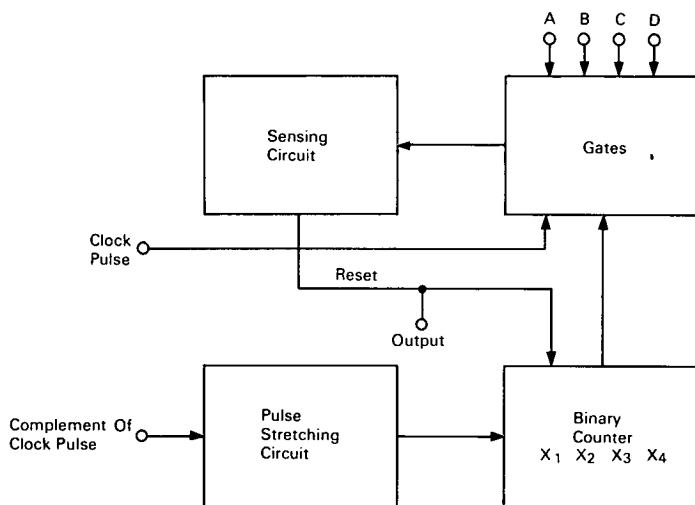 A B C D
Sensing
Circuit
Gates
Clock
Pulse
Reset
Output
Complement Of
Clock Pulse
Pulse
Stretching
Circuit
Binary
Counter
X1 X2 X3 X4